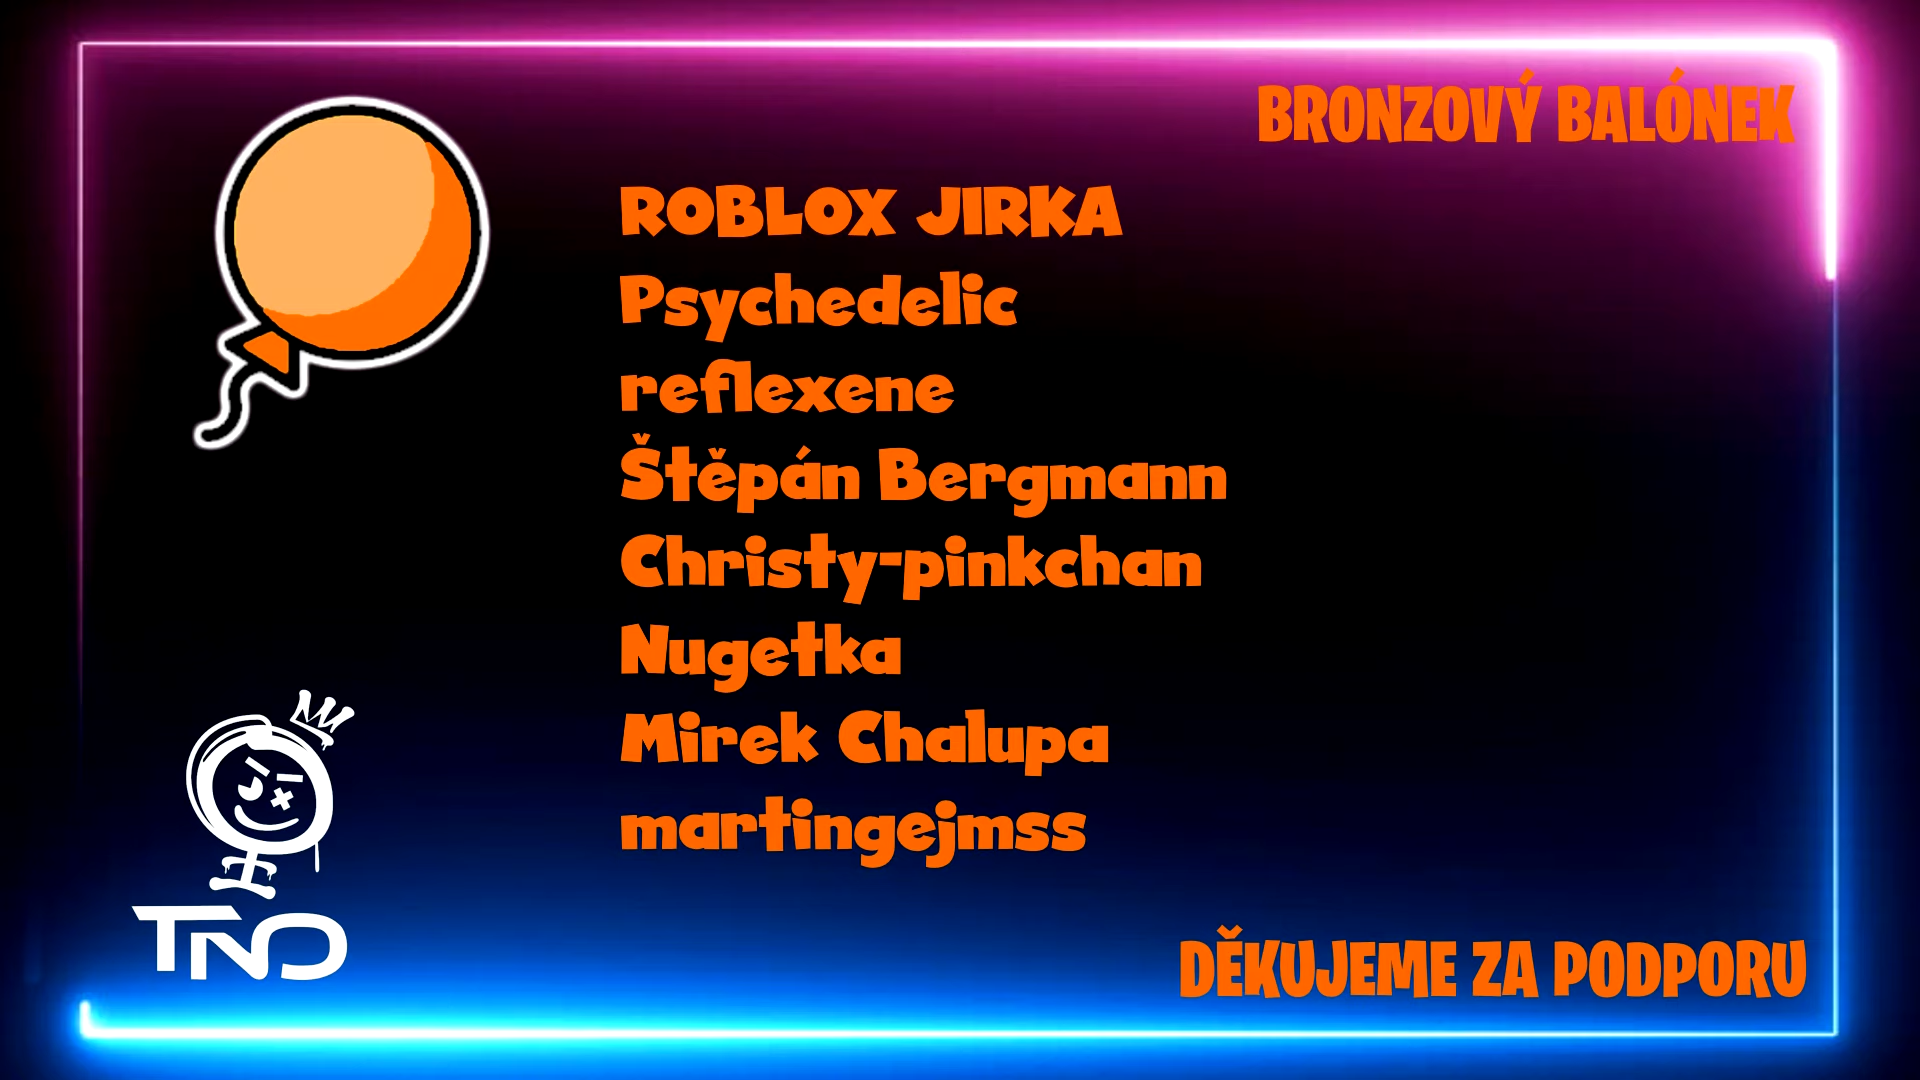 BRONZOVÝ BALÓNEK
ROBLOX JIRKA
Psychedelic
reflexene
Štěpán Bergmann
Christy-pinkchan
Nugetka
Mirek Chalupa
martingejmss
TNO
DĚKUJEME ZA PODPORU